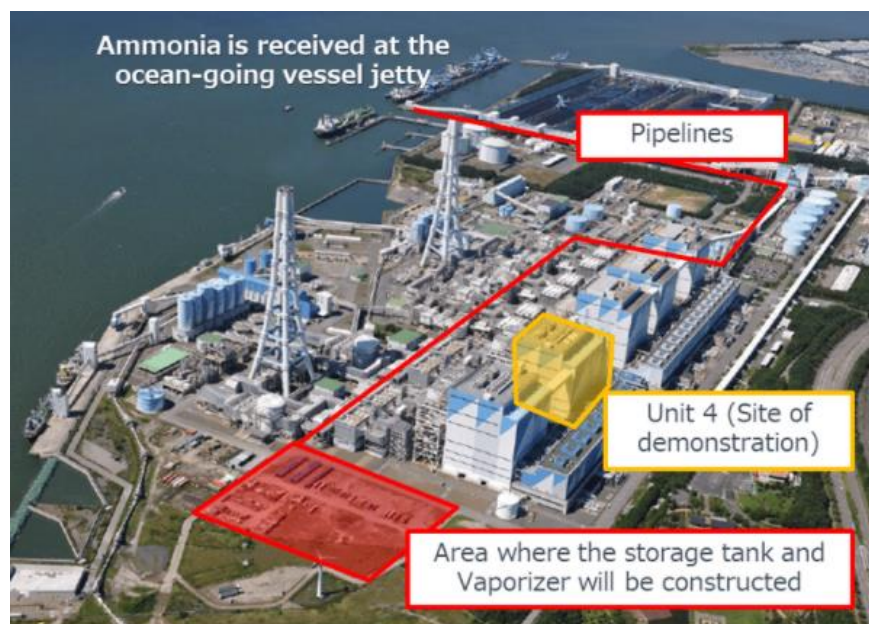 Ammonia is received at the
ocean-going vessel jetty
Pipelines
Unit 4 (Site of
demonstration)
Area where the storage tank and
Vaporizer will be constructed